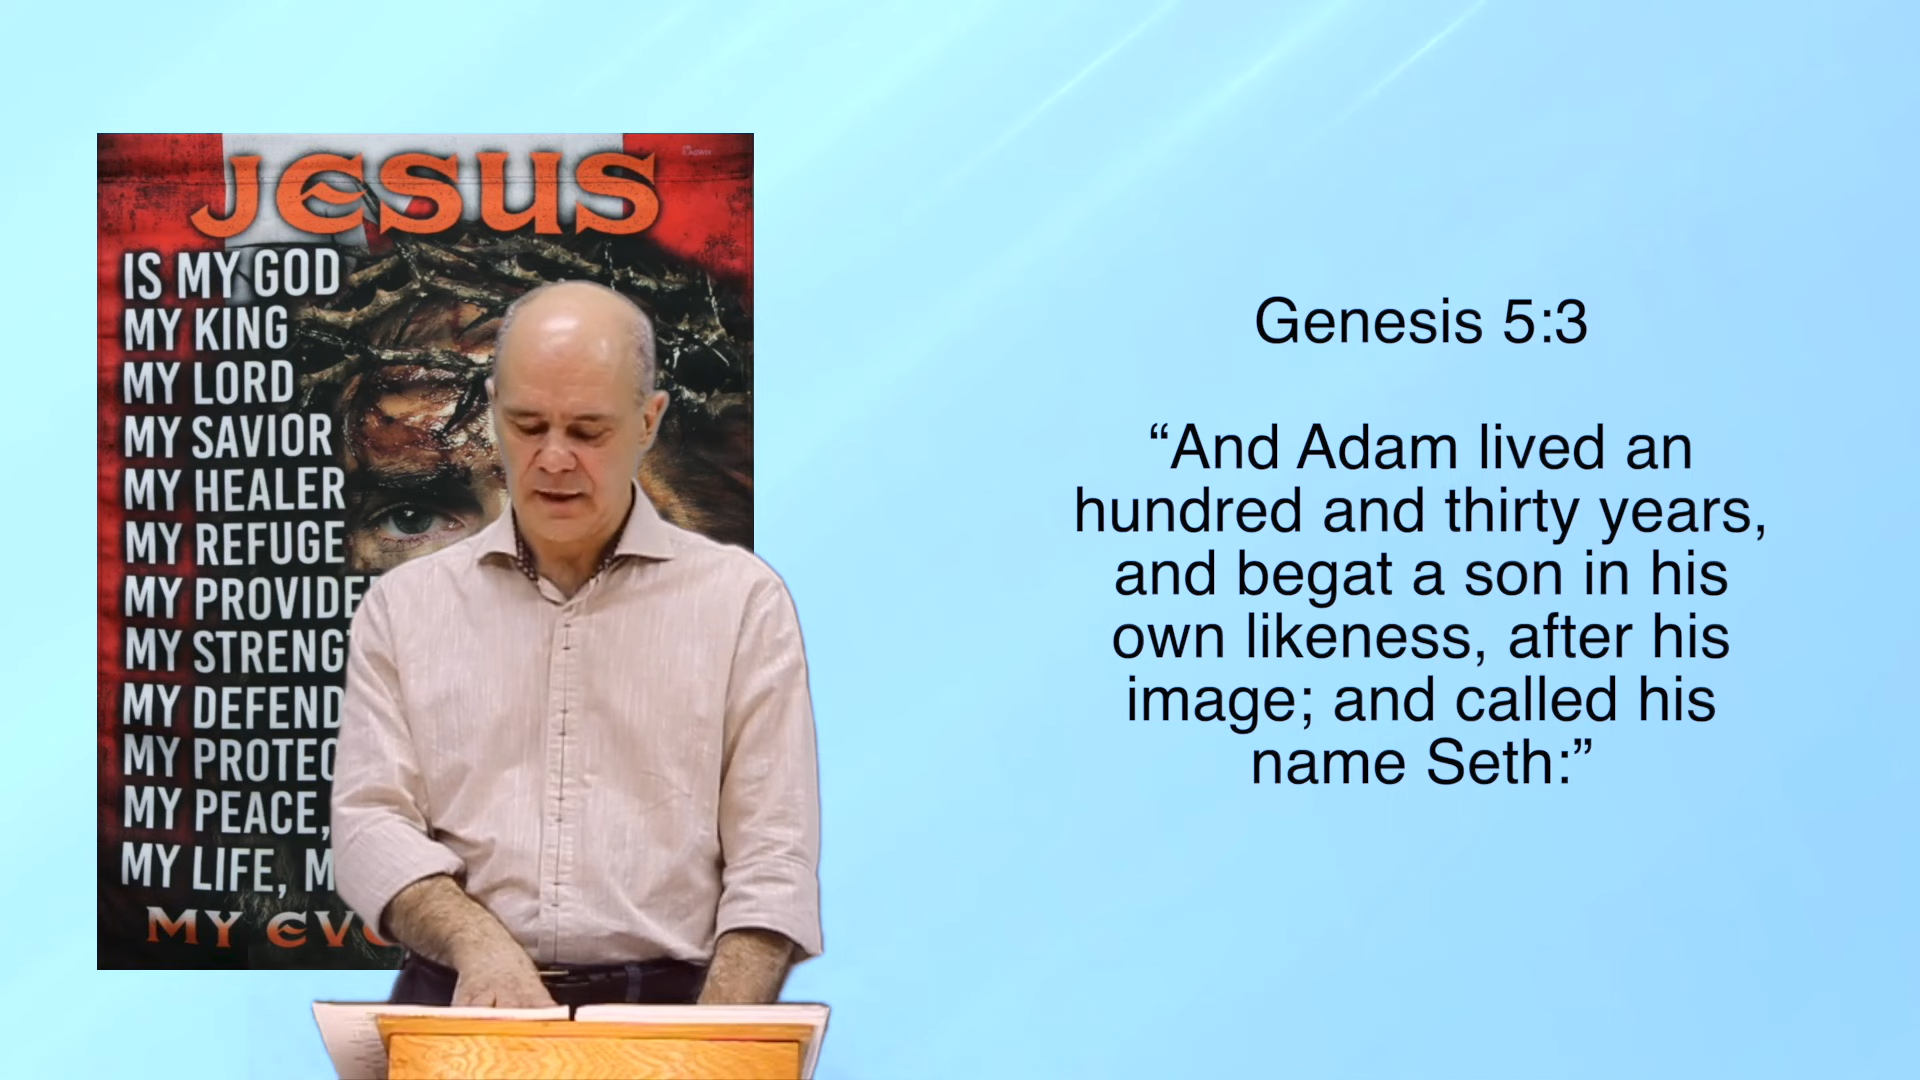 JESUS
IS MY GOD
MY KING
MY LORD
MY SAVIOR
MY HEALER
MY REFUGE
MY PROVIDE
MY STRENG
MY DEFEND
MY PROTEC
MY PEACE,
MY LIFE, M
MY EV
Genesis 5:3
“And Adam lived an
hundred and thirty years,
and begat a son in his
own likeness, after his
image; and called his
name Seth:”